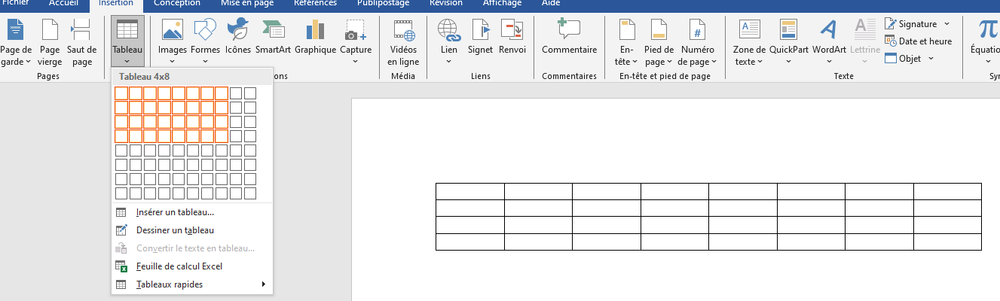 Fichier Accueil Insertion Conception Mise en page Références Publipostage Révision Affichage Aide
Page de garde
Page vierge
Saut de page
Pages
Tableau
Images
Formes
Icônes
SmartArt
Graphique
Capture
ons
Vidéos en ligne
Média
Lien
Signet
Renvoi
Liens
Commentaire
Commentaires
En-tête
Pied de page
Numéro de page
En-tête et pied de page
Zone de texte
QuickPart
WordArt
Lettrine
Signature
Date et heure
Objet
Texte
π
Équatio
Syn
Tableau 4x8
Insérer un tableau...
Dessiner un tableau
Convertir le texte en tableau...
Feuille de calcul Excel
Tableaux rapides